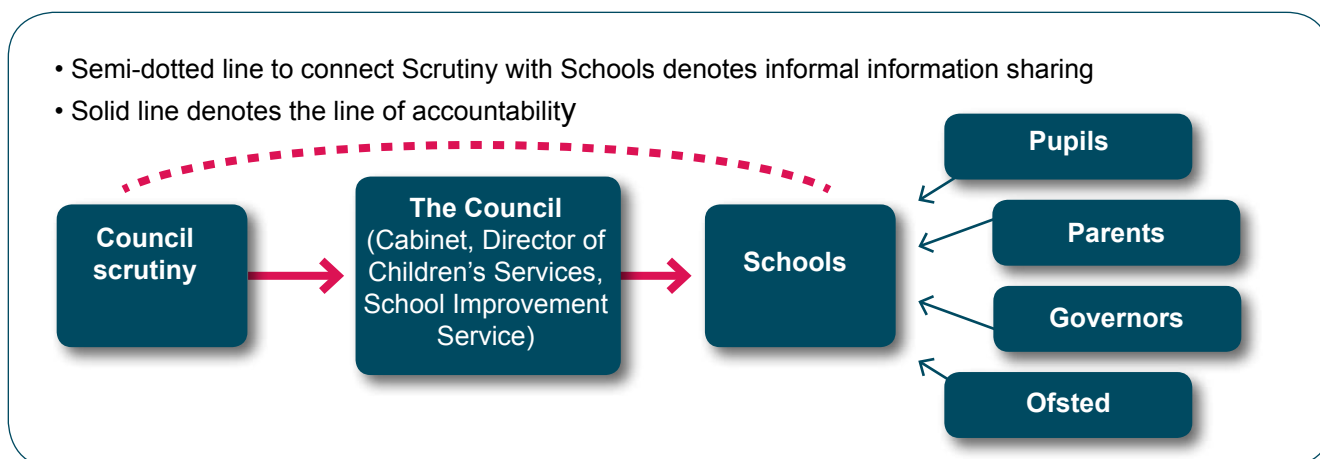 • Semi-dotted line to connect Scrutiny with Schools denotes informal information sharing
• Solid line denotes the line of accountability
Council
scrutiny
The Council
(Cabinet, Director of
Children’s Services,
School Improvement
Service)
Schools
Pupils
Parents
Governors
Ofsted